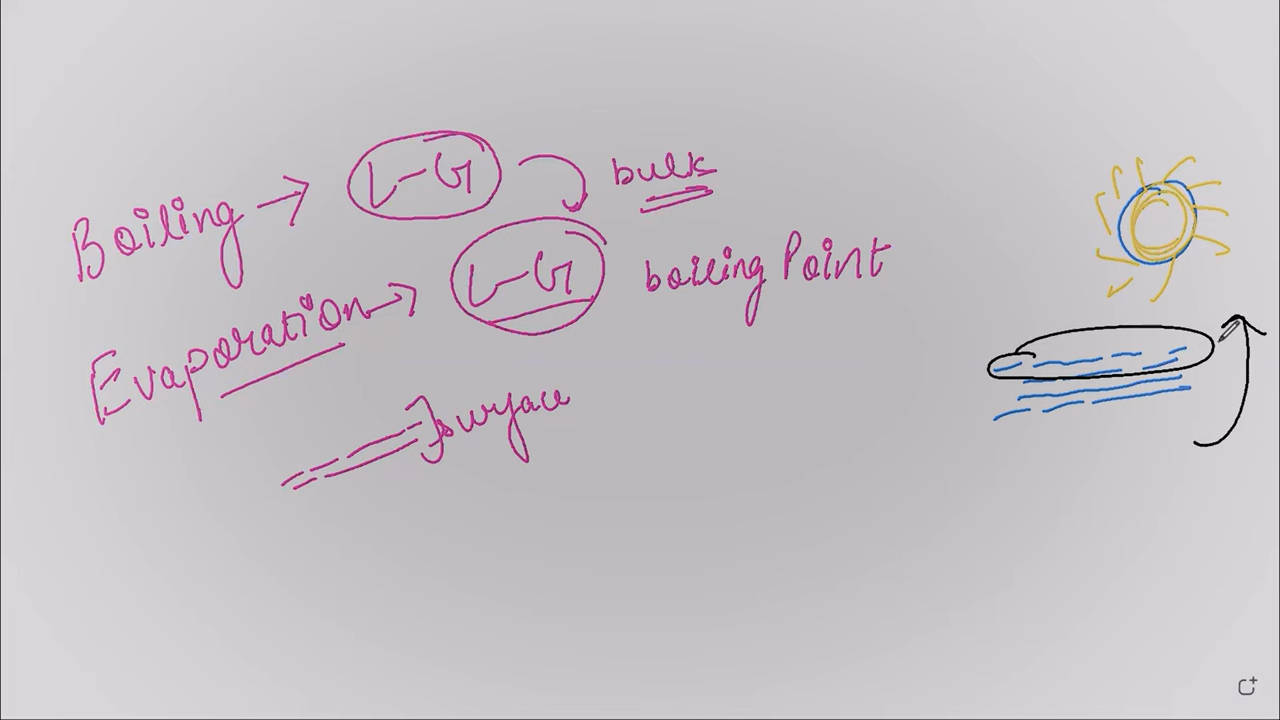 Boiling → L-G bulk
Evaporation → L-G boiling Point
surface